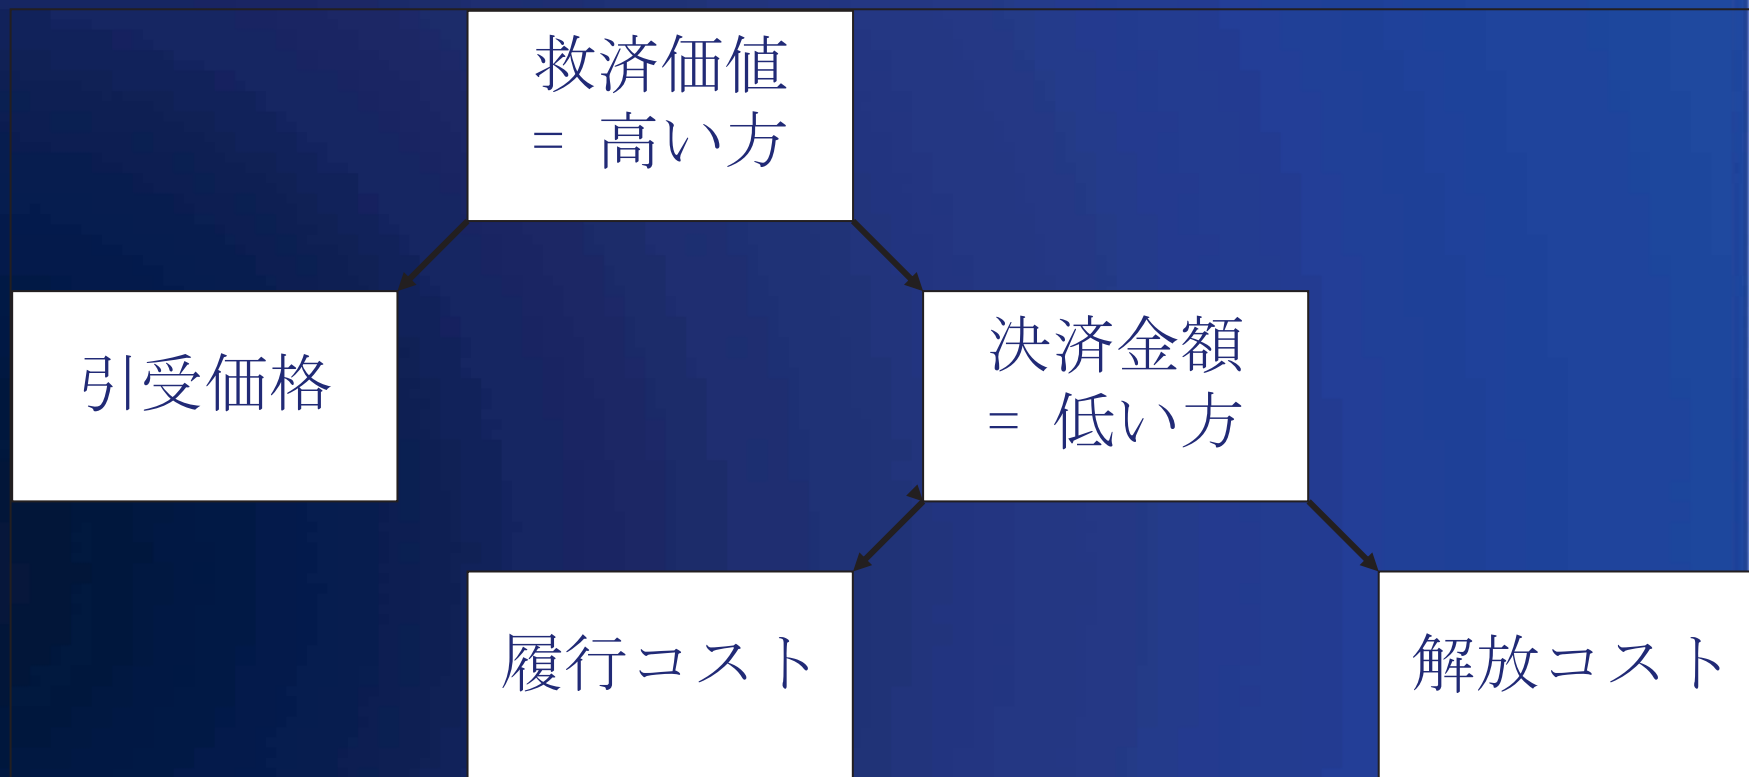 救済価値
= 高い方
引受価格
決済金額
= 低い方
履行コスト
解放コスト